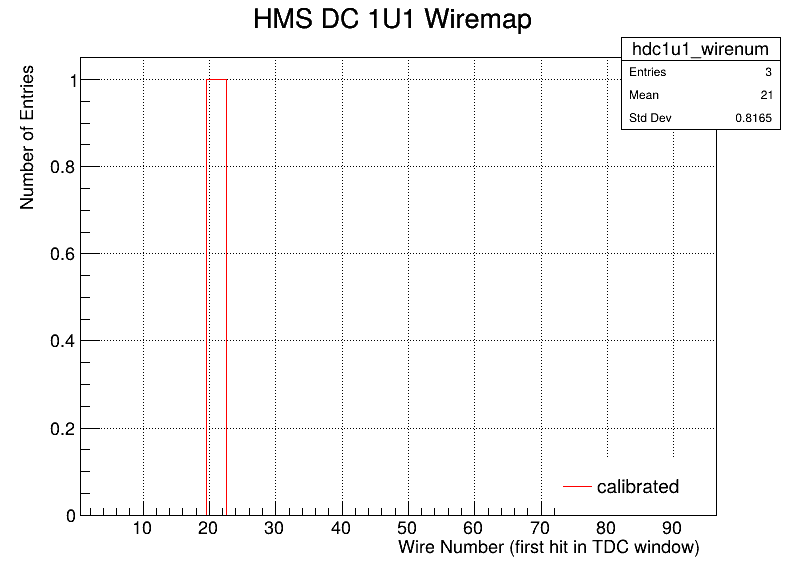 HMS DC 1U1 Wiremap
hdc1u1_wirenum
Entries 3
Mean 21
Std Dev 0.8165
Number of Entries
1
0.8
0.6
0.4
0.2
0
10 20 30 40 50 60 70 80 90
Wire Number (first hit in TDC window)
calibrated